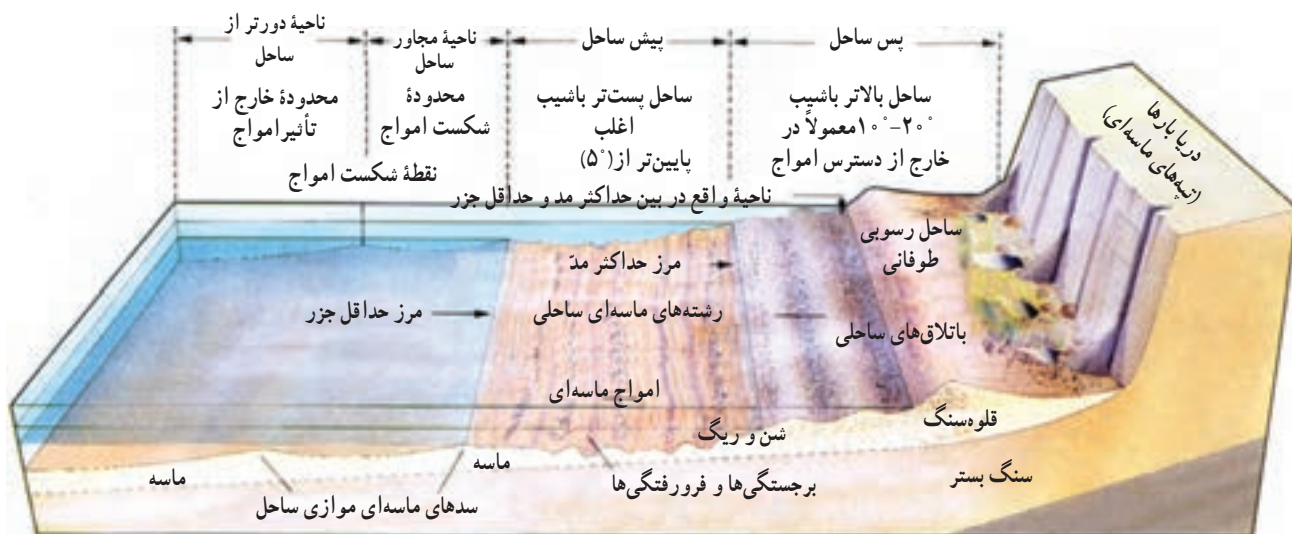 ناحیهٔ دورتر از
ساحل
ناحیهٔ مجاور
ساحل
پیش ساحل
پس ساحل
محدودهٔ خارج از
تأثیر امواج
محدودهٔ
شکست امواج
ساحل پست‌تر باشیب
اغلب
پایین‌تر از (۵°)
ساحل بالاتر باشیب
۲۰°-۱۰° معمولاً در
خارج از دسترس امواج
نقطهٔ شکست امواج
ناحیهٔ واقع در بین حداکثر مد و حداقل جزر
دریا بارها
(تپه‌های ماسه‌ای)
ساحل رسوبی
طوفانی
مرز حداکثر مدّ
مرز حداقل جزر
رشته‌های ماسه‌ای ساحلی
باتلاق‌های ساحلی
امواج ماسه‌ای
قلوه‌سنگ
شن و ریگ
ماسه
ماسه
برجستگی‌ها و فرورفتگی‌ها
سنگ بستر
سدهای ماسه‌ای موازی ساحل